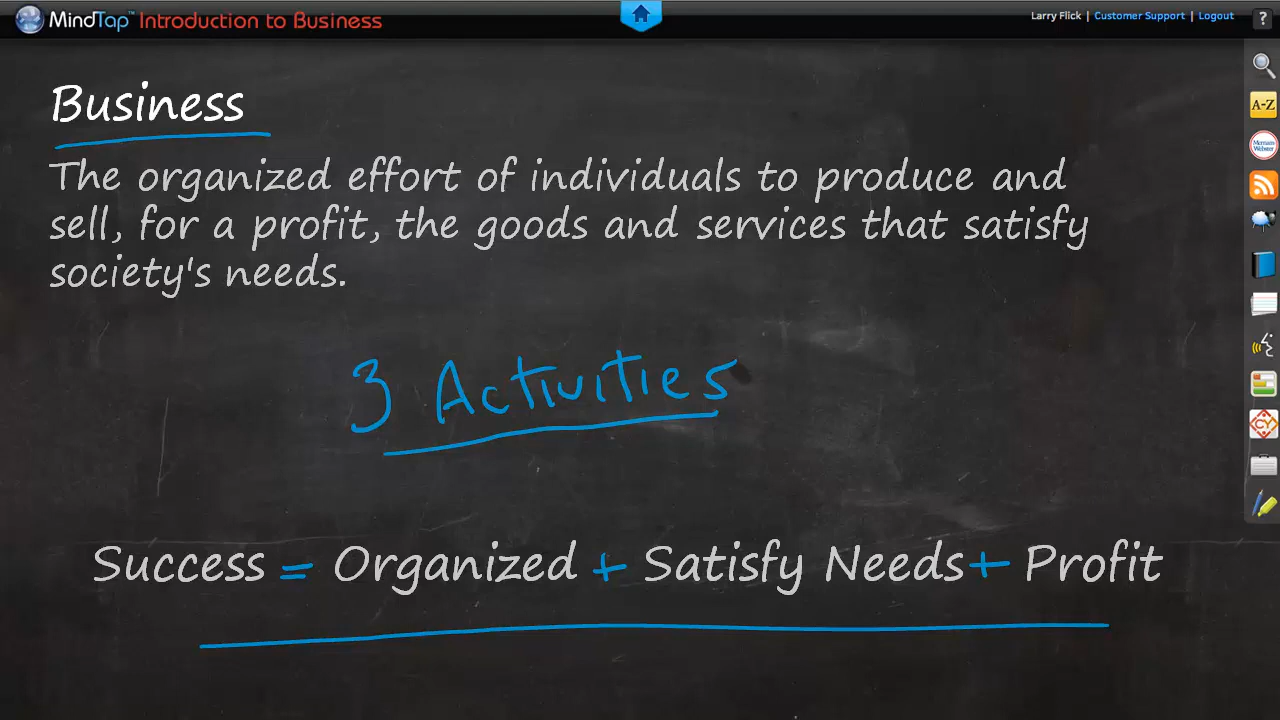 MindTap Introduction to Business
Larry Flick | Customer Support | Logout
?
A-Z
Merriam Webster
Business
The organized effort of individuals to produce and
sell, for a profit, the goods and services that satisfy
society's needs.
CY
3 Activities
Success = Organized + Satisfy Needs + Profit